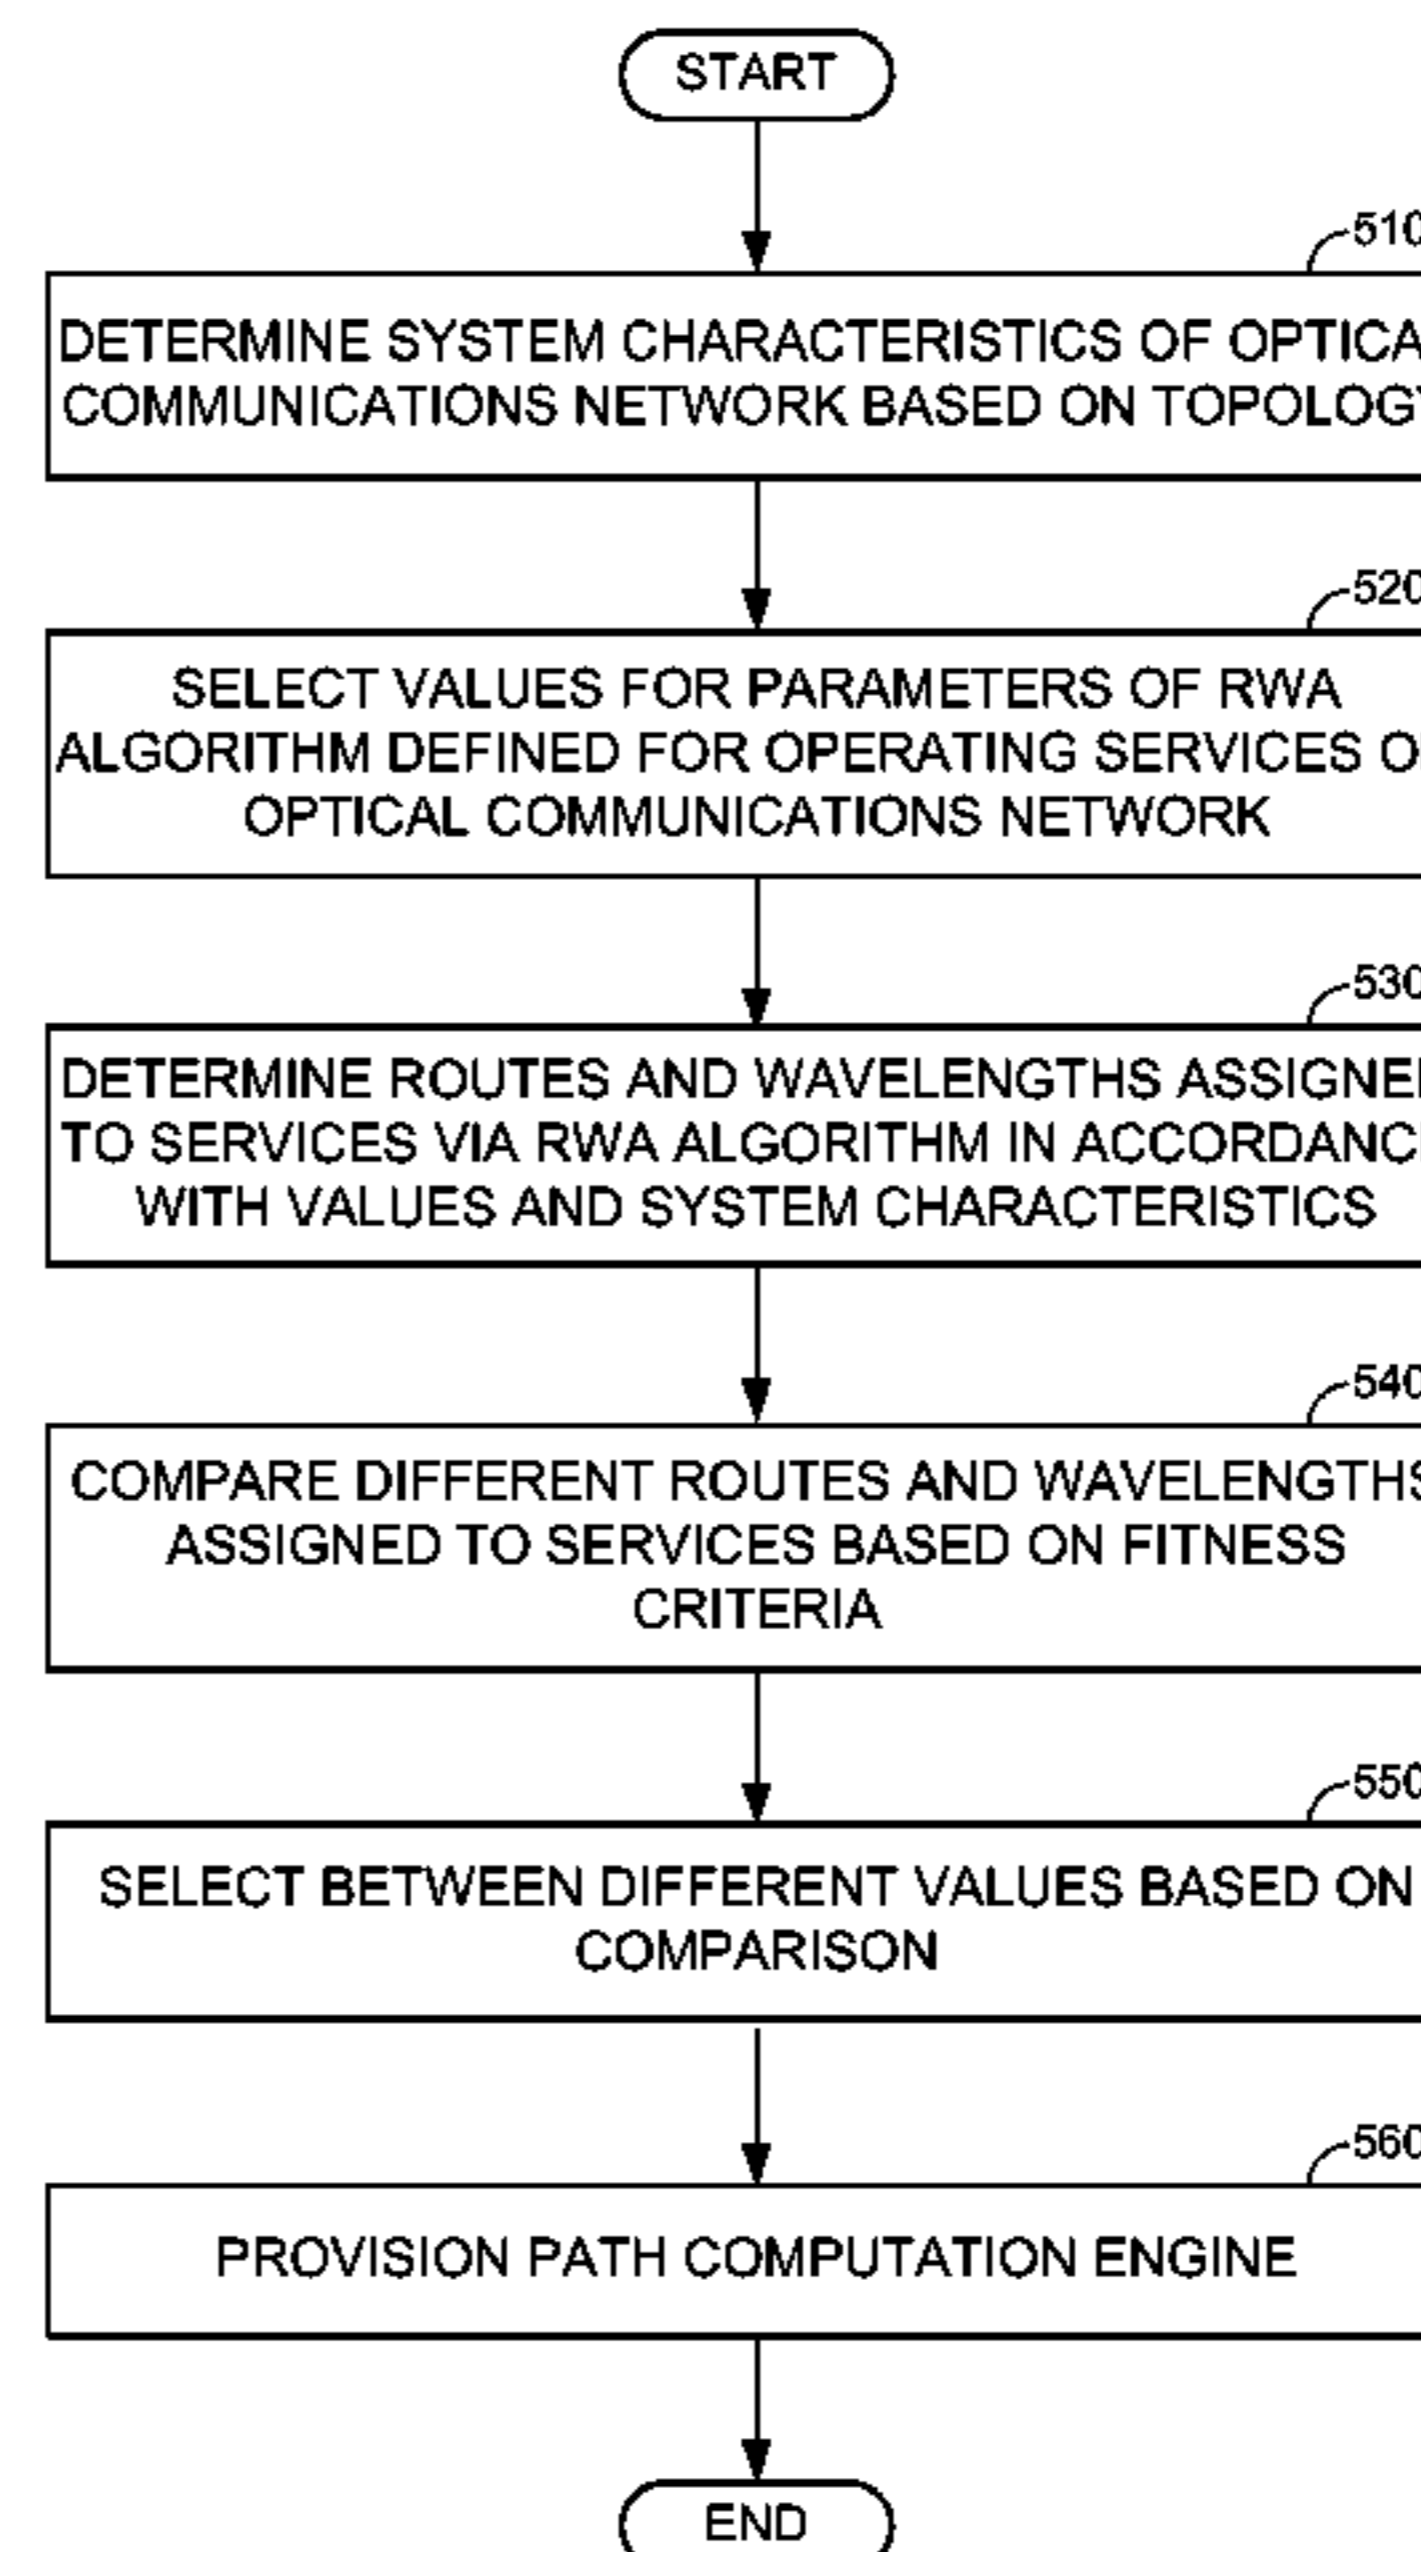 START
510
DETERMINE SYSTEM CHARACTERISTICS OF OPTICA
COMMUNICATIONS NETWORK BASED ON TOPOLOGY
520
SELECT VALUES FOR PARAMETERS OF RWA
ALGORITHM DEFINED FOR OPERATING SERVICES
OPTICAL COMMUNICATIONS NETWORK
530
DETERMINE ROUTES AND WAVELENGTHS ASSIGNE
TO SERVICES VIA RWA ALGORITHM IN ACCORDANC
WITH VALUES AND SYSTEM CHARACTERISTICS
540
COMPARE DIFFERENT ROUTES AND WAVELENGTHS
ASSIGNED TO SERVICES BASED ON FITNESS
CRITERIA
550
SELECT BETWEEN DIFFERENT VALUES BASED ON
COMPARISON
560
PROVISION PATH COMPUTATION ENGINE
END